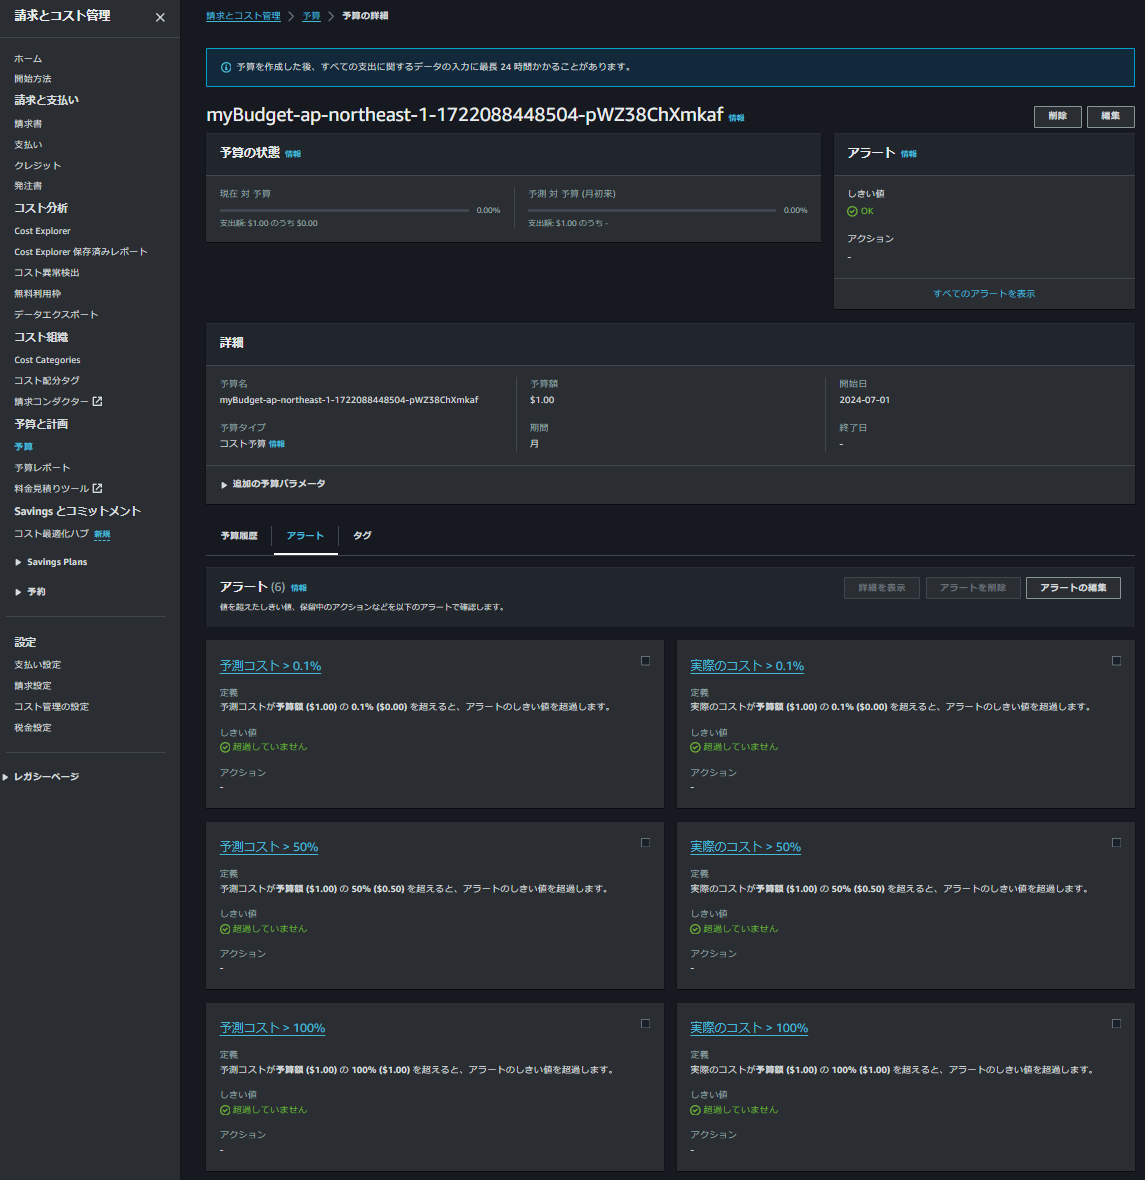 請求とコスト管理
ホーム
開始方法
請求と支払い
請求書
支払い
クレジット
発注書
コスト分析
Cost Explorer
Cost Explorer 保存済みレポート
コスト異常検出
無料利用枠
データエクスポート
コスト組織
Cost Categories
コスト配分タグ
請求コンダクター
予算と計画
予算
予算レポート
料金見積りツール
Savings とコミットメント
コスト最適化ハブ 新規
Savings Plans
予約
設定
支払い設定
請求設定
コスト管理の設定
税金設定
レガシーページ
請求とコスト管理 > 予算 > 予算の詳細
予算を作成した後、すべての支出に関するデータの入力に最長 24 時間かかることがあります。
myBudget-ap-northeast-1-1722088448504-pWZ38ChXmkaf 情報
削除
編集
予算の状態 情報
現在 対 予算
0.00%
支出額: $1.00 のうち $0.00
予測 対 予算 (月初来)
0.00%
支出額: $1.00 のうち -
アラート 情報
しきい値
OK
アクション
-
すべてのアラートを表示
詳細
予算名
myBudget-ap-northeast-1-1722088448504-pWZ38ChXmkaf
予算タイプ
コスト予算 情報
予算額
$1.00
期間
月
開始日
2024-07-01
終了日
-
追加の予算パラメータ
予算履歴
アラート
タグ
アラート (6) 情報
値を超えたしきい値、保留中のアクションなどを以下のアラートで確認します。
詳細を表示
アラートを削除
アラートの編集
予測コスト > 0.1%
定義
予測コストが予算額 ($1.00) の 0.1% ($0.00) を超えると、アラートのしきい値を超過します。
しきい値
超過していません
アクション
-
実際のコスト > 0.1%
定義
実際のコストが予算額 ($1.00) の 0.1% ($0.00) を超えると、アラートのしきい値を超過します。
しきい値
超過していません
アクション
-
予測コスト > 50%
定義
予測コストが予算額 ($1.00) の 50% ($0.50) を超えると、アラートのしきい値を超過します。
しきい値
超過していません
アクション
-
実際のコスト > 50%
定義
実際のコストが予算額 ($1.00) の 50% ($0.50) を超えると、アラートのしきい値を超過します。
しきい値
超過していません
アクション
-
予測コスト > 100%
定義
予測コストが予算額 ($1.00) の 100% ($1.00) を超えると、アラートのしきい値を超過します。
しきい値
超過していません
アクション
-
実際のコスト > 100%
定義
実際のコストが予算額 ($1.00) の 100% ($1.00) を超えると、アラートのしきい値を超過します。
しきい値
超過していません
アクション
-